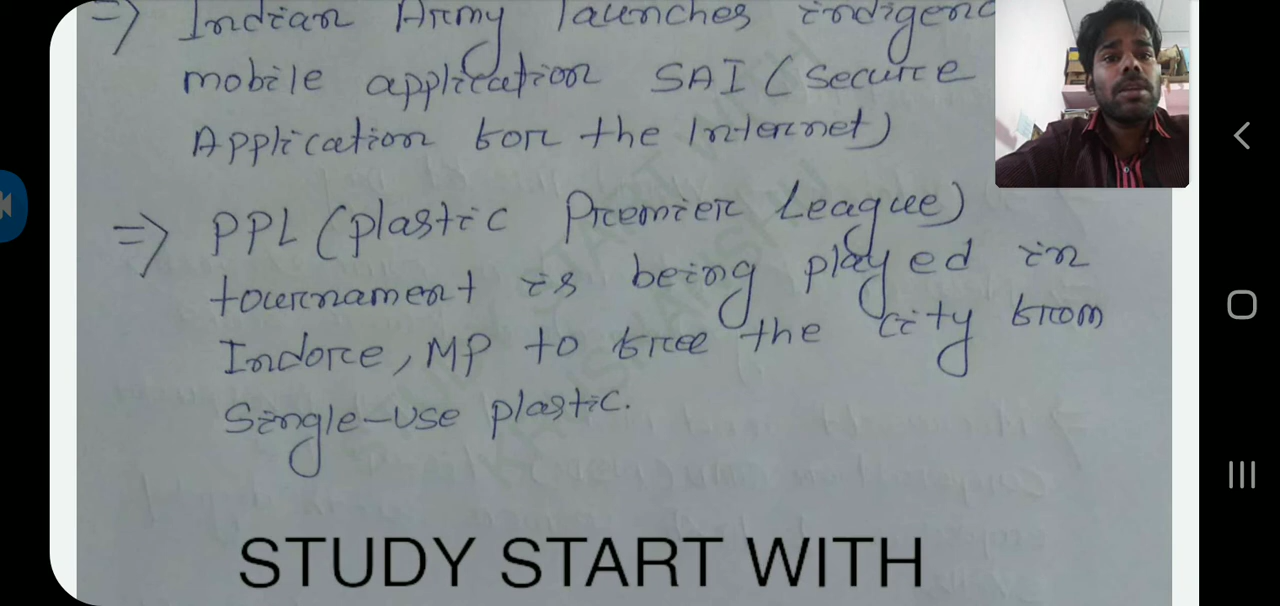 => Indian Army launches
mobile application SAI (Secure
Application for the Internet)
=> PPL (Plastic Premier League)
tournament is being played in
Indore, MP to free the city from
Single-use plastic.
STUDY START WITH